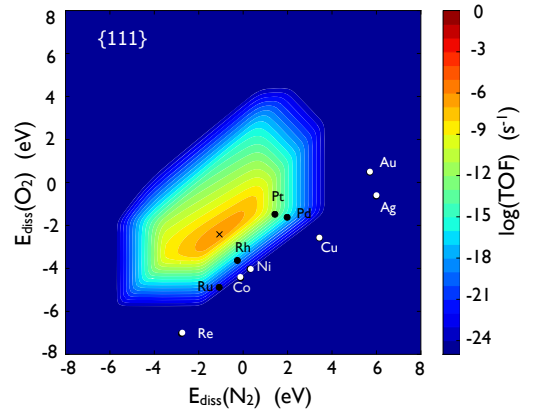 {111}
8
6
4
2
0
-2
-4
-6
-8
E_diss(O₂) (eV)
-8 -6 -4 -2 0 2 4 6 8
E_diss(N₂) (eV)
Au
Ag
Pt
Pd
Cu
Rh
Ni
Co
Ru
Re
0
-3
-6
-9
-12
-15
-18
-21
-24
log(TOF) (s⁻¹)